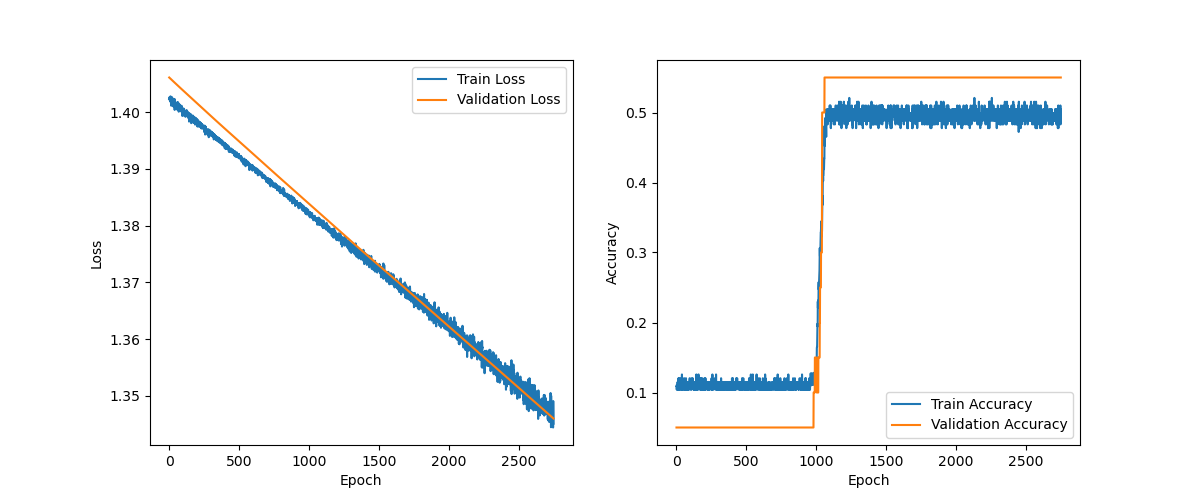 Train Loss
Validation Loss
1.40
1.39
1.38
1.37
1.36
1.35
Loss
0
500
1000
1500
2000
2500
Epoch
0.5
0.4
0.3
0.2
0.1
Accuracy
Train Accuracy
Validation Accuracy
0
500
1000
1500
2000
2500
Epoch